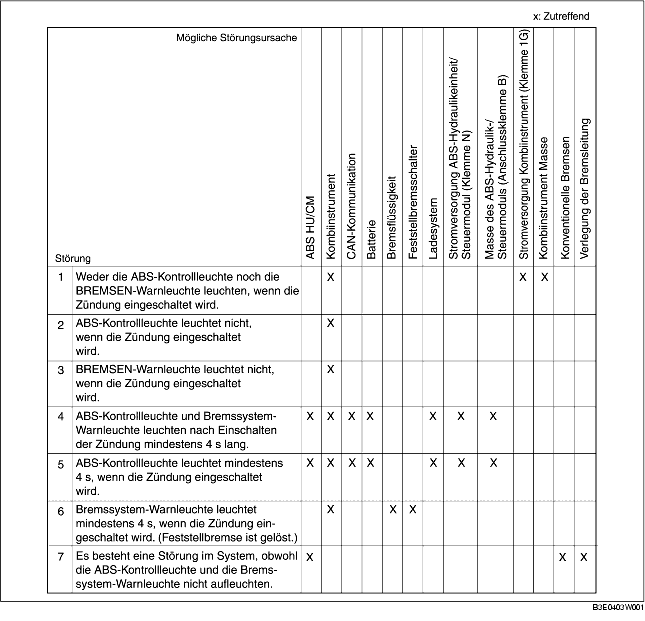 x: Zutreffend
Mögliche Störungsursache
Störung
ABS HU/CM
Kombiinstrument
CAN-Kommunikation
Batterie
Bremsflüssigkeit
Feststellbremsschalter
Ladesystem
Stromversorgung ABS-Hydraulikeinheit/
Steuermodul (Klemme N)
Masse des ABS-Hydraulik-/
Steuermoduls (Anschlussklemme B)
Stromversorgung Kombiinstrument (Klemme 1G)
Kombiinstrument Masse
Konventionelle Bremsen
Verlegung der Bremsleitung
1 Weder die ABS-Kontrollleuchte noch die X X X
BREMSEN-Warnleuchte leuchten, wenn die
Zündung eingeschaltet wird.
2 ABS-Kontrollleuchte leuchtet nicht, X
wenn die Zündung eingeschaltet
wird.
3 BREMSEN-Warnleuchte leuchtet nicht, X
wenn die Zündung eingeschaltet
wird.
4 ABS-Kontrollleuchte und Bremssystem- X X X X X X X
Warnleuchte leuchten nach Einschalten
der Zündung mindestens 4 s lang.
5 ABS-Kontrollleuchte leuchtet mindestens X X X X X X X
4 s, wenn die Zündung eingeschaltet
wird.
6 Bremssystem-Warnleuchte leuchtet X X X
mindestens 4 s, wenn die Zündung ein-
geschaltet wird. (Feststellbremse ist gelöst.)
7 Es besteht eine Störung im System, obwohl X X X
die ABS-Kontrollleuchte und die Brems-
system-Warnleuchte nicht aufleuchten.
B3E0403W001